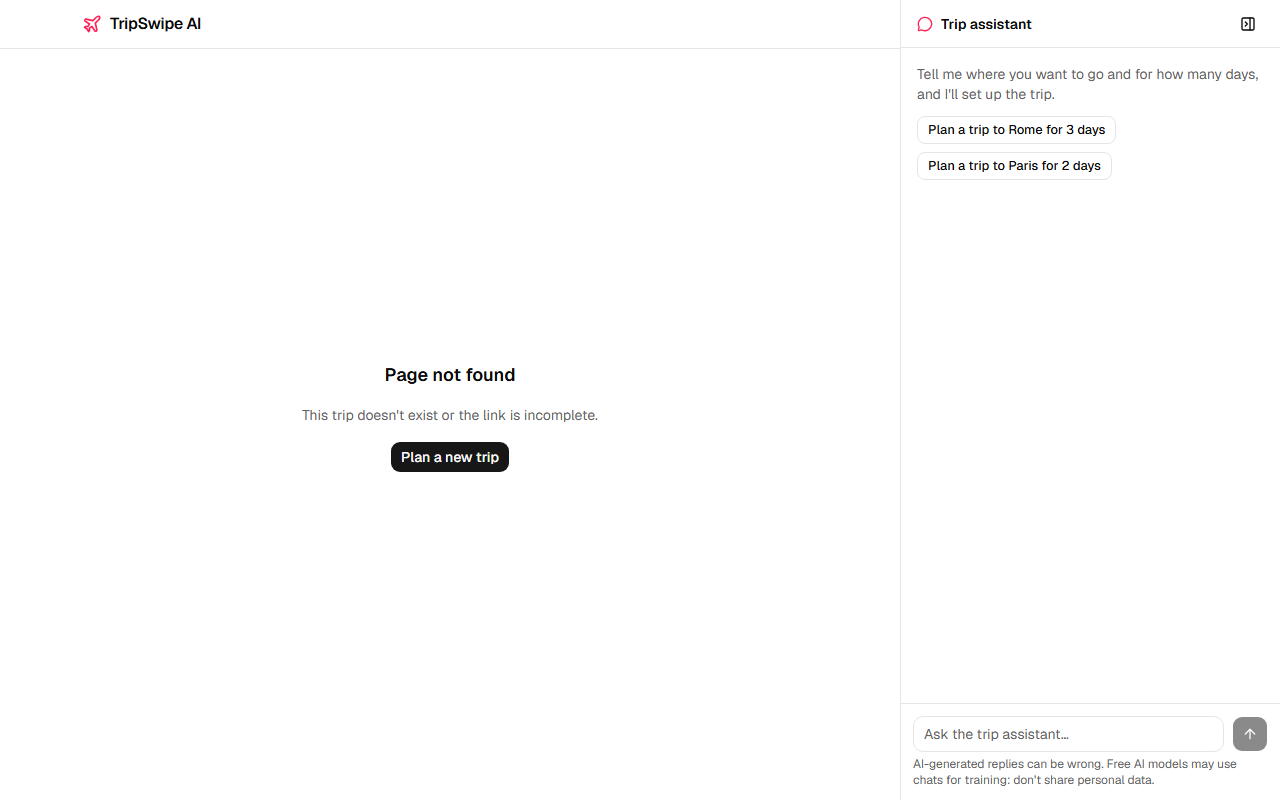 TripSwipe AI
Page not found
This trip doesn't exist or the link is incomplete.
Plan a new trip
Trip assistant
Tell me where you want to go and for how many days,
and I'll set up the trip.
Plan a trip to Rome for 3 days
Plan a trip to Paris for 2 days
Ask the trip assistant...
AI-generated replies can be wrong. Free AI models may use
chats for training: don't share personal data.